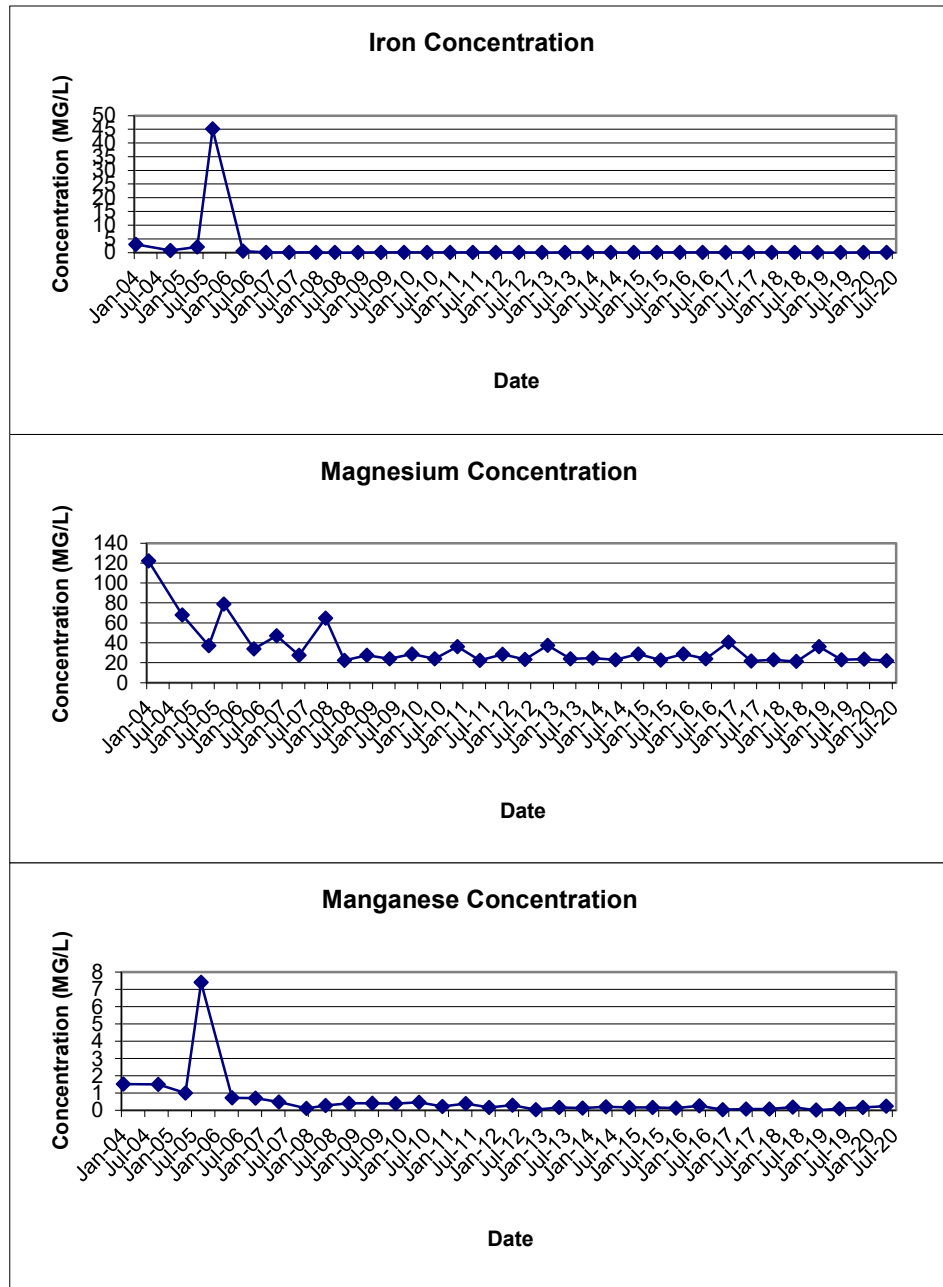 Iron Concentration
Concentration (MG/L)
50
45
40
35
30
25
20
15
10
5
0
Jan-04
Jul-04
Jan-05
Jul-05
Jan-06
Jul-06
Jan-07
Jul-07
Jan-08
Jul-08
Jan-09
Jul-09
Jan-10
Jul-10
Jan-11
Jul-11
Jan-12
Jul-12
Jan-13
Jul-13
Jan-14
Jul-14
Jan-15
Jul-15
Jan-16
Jul-16
Jan-17
Jul-17
Jan-18
Jul-18
Jan-19
Jul-19
Jan-20
Jul-20
Date
Magnesium Concentration
Concentration (MG/L)
140
120
100
80
60
40
20
0
Jan-04
Jul-04
Jan-05
Jul-05
Jan-06
Jul-06
Jan-07
Jul-07
Jan-08
Jul-08
Jan-09
Jul-09
Jan-10
Jul-10
Jan-11
Jul-11
Jan-12
Jul-12
Jan-13
Jul-13
Jan-14
Jul-14
Jan-15
Jul-15
Jan-16
Jul-16
Jan-17
Jul-17
Jan-18
Jul-18
Jan-19
Jul-19
Jan-20
Jul-20
Date
Manganese Concentration
Concentration (MG/L)
8
7
6
5
4
3
2
1
0
Jan-04
Jul-04
Jan-05
Jul-05
Jan-06
Jul-06
Jan-07
Jul-07
Jan-08
Jul-08
Jan-09
Jul-09
Jan-10
Jul-10
Jan-11
Jul-11
Jan-12
Jul-12
Jan-13
Jul-13
Jan-14
Jul-14
Jan-15
Jul-15
Jan-16
Jul-16
Jan-17
Jul-17
Jan-18
Jul-18
Jan-19
Jul-19
Jan-20
Jul-20
Date